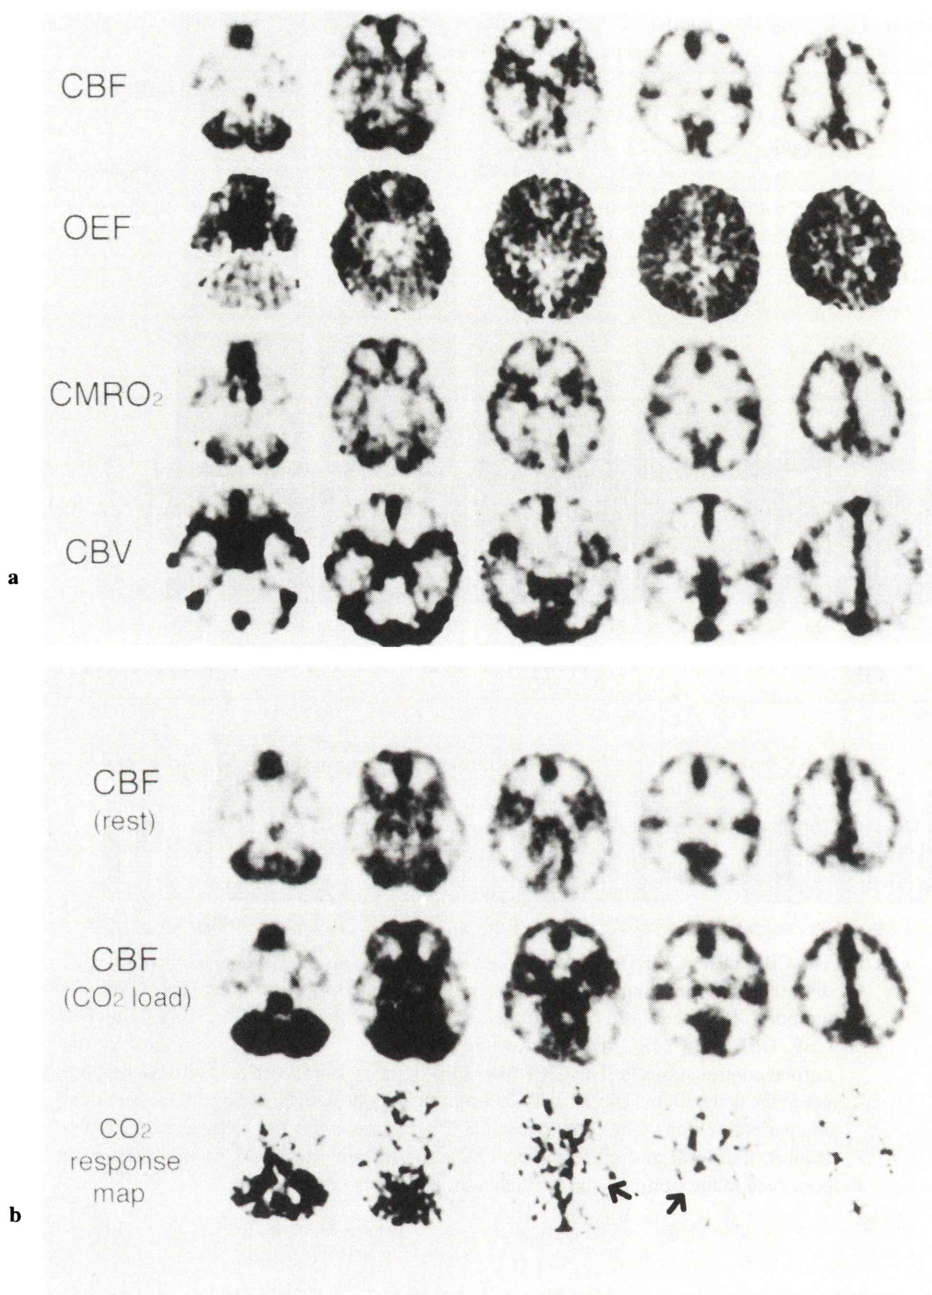 CBF
OEF
CMRO₂
CBV
a
CBF
(rest)
CBF
(CO₂ load)
CO₂
response
map
b